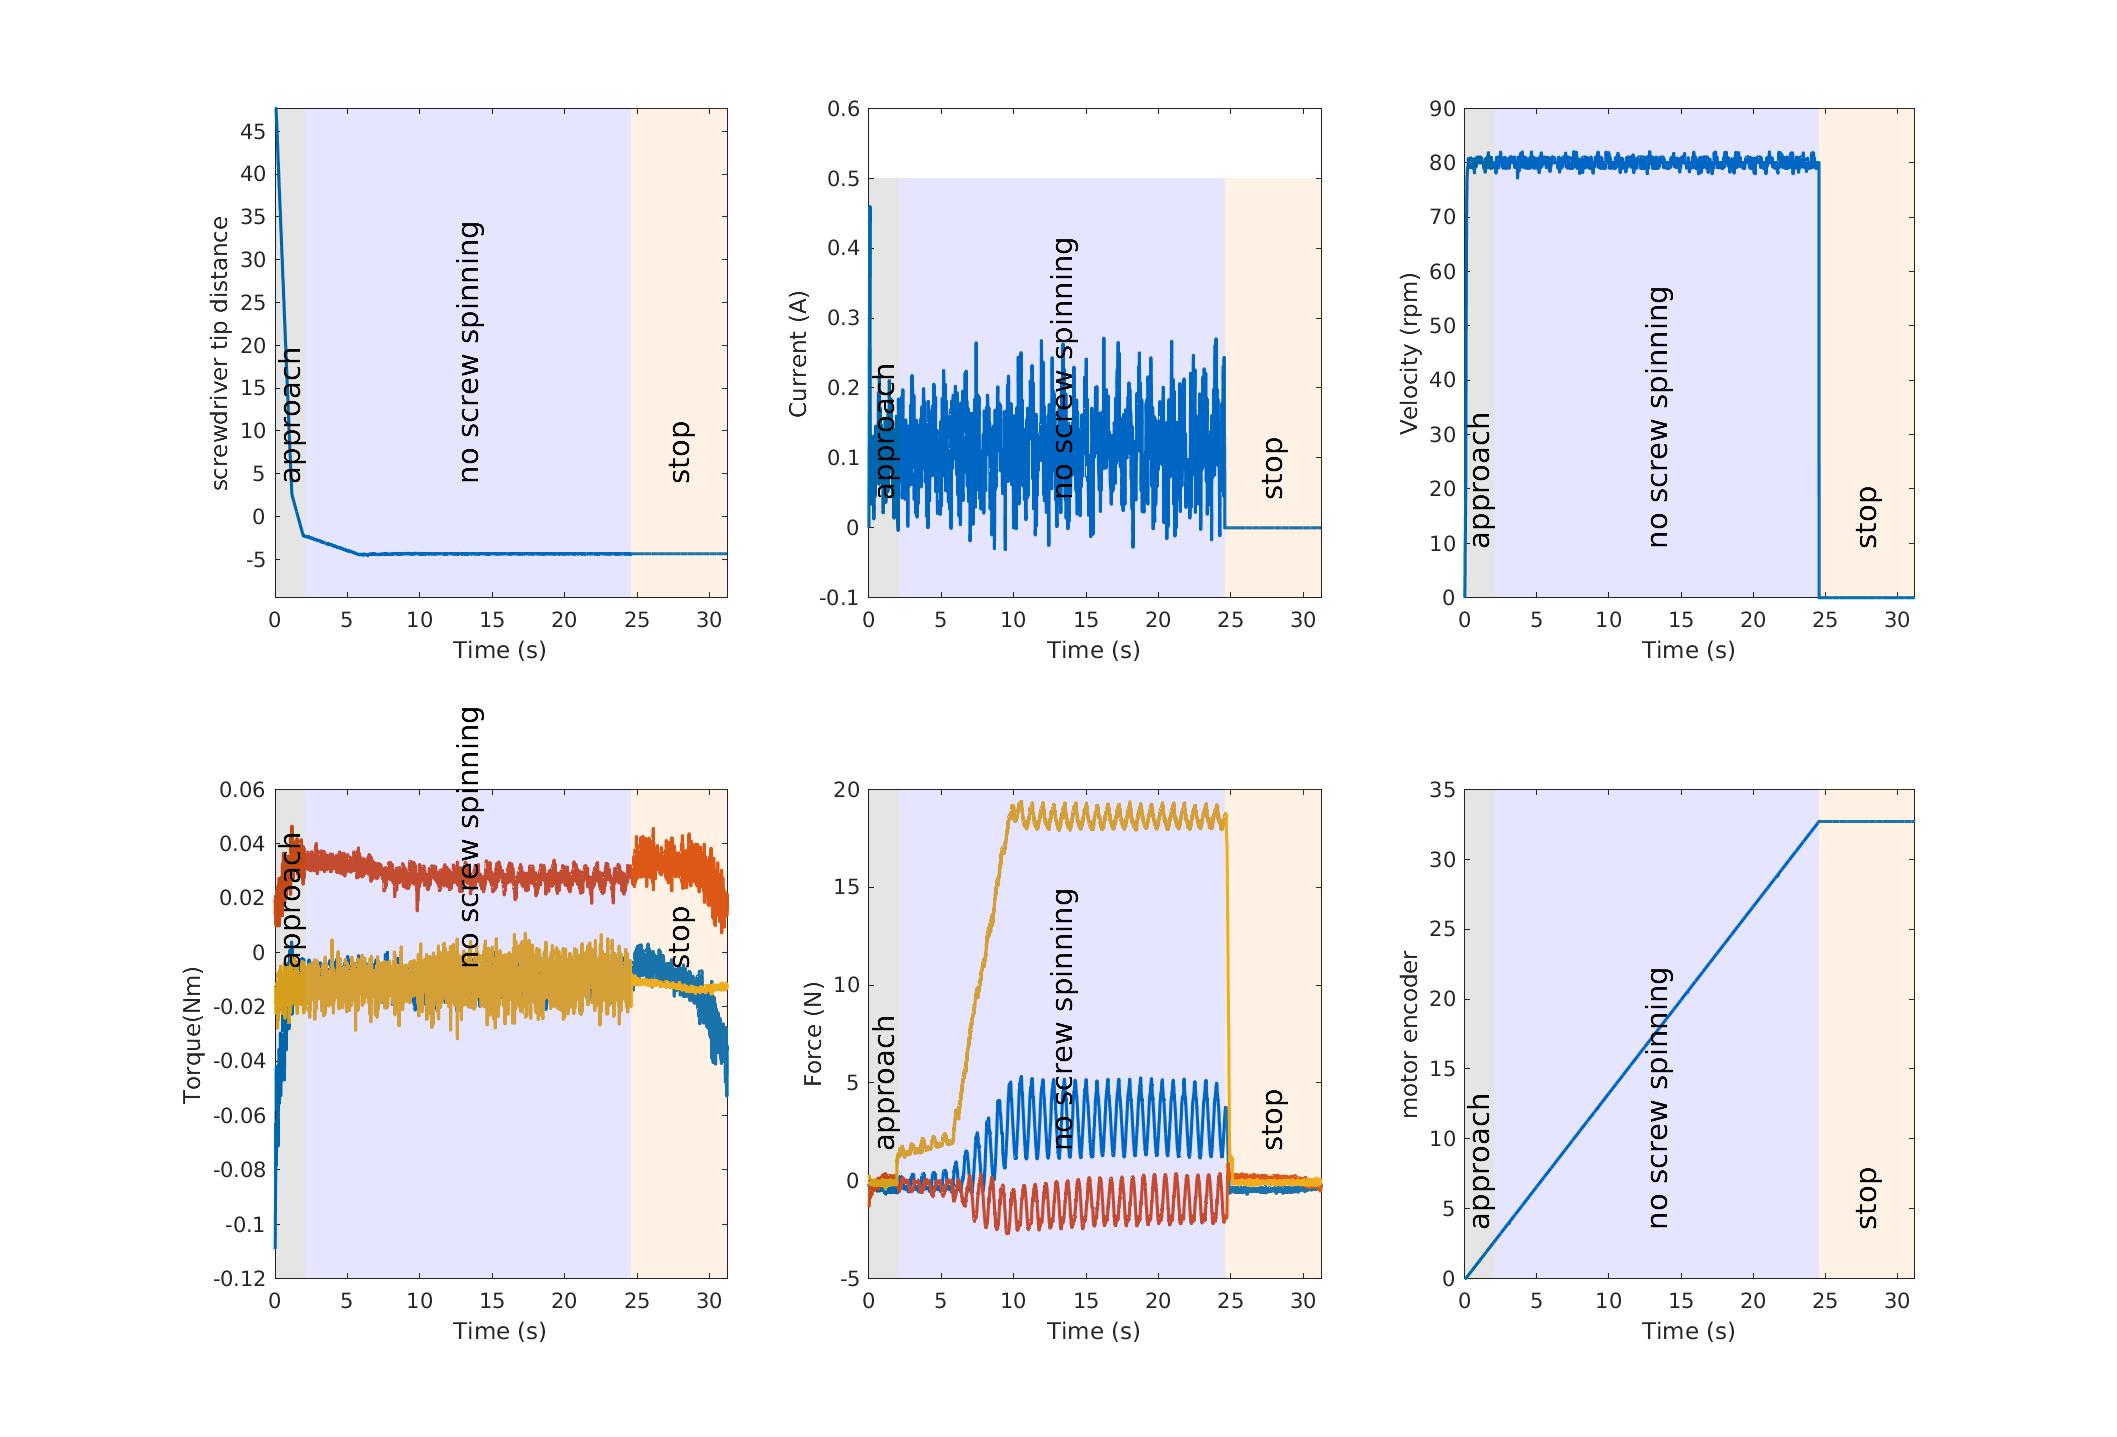 screwdriver tip distance
45
40
35
30
25
20
15
10
5
0
-5
approach
no screw spinning
stop
0 5 10 15 20 25 30
Time (s)
Current (A)
0.6
0.5
0.4
0.3
0.2
0.1
0
-0.1
approach
no screw spinning
stop
0 5 10 15 20 25 30
Time (s)
Velocity (rpm)
90
80
70
60
50
40
30
20
10
0
approach
no screw spinning
stop
0 5 10 15 20 25 30
Time (s)
Torque(Nm)
0.06
0.04
0.02
0
-0.02
-0.04
-0.06
-0.08
-0.1
-0.12
approach
no screw spinning
stop
0 5 10 15 20 25 30
Time (s)
Force (N)
20
15
10
5
0
-5
approach
no screw spinning
stop
0 5 10 15 20 25 30
Time (s)
motor encoder
35
30
25
20
15
10
5
0
approach
no screw spinning
stop
0 5 10 15 20 25 30
Time (s)